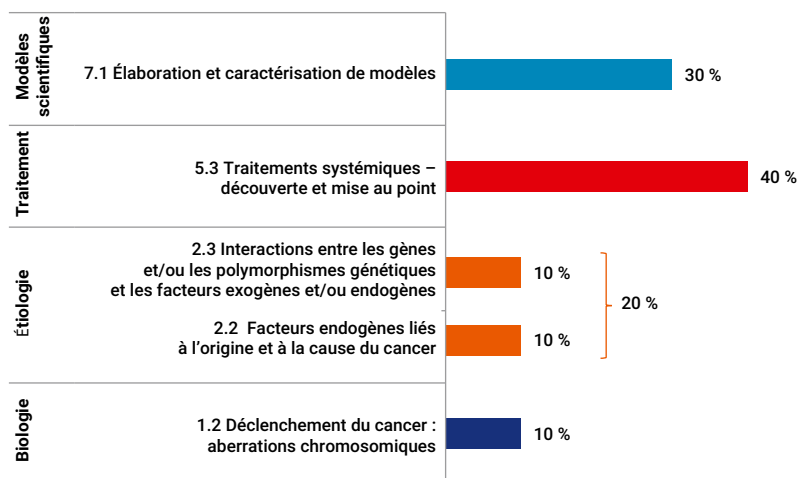 Modèles
scientifiques
7.1 Élaboration et caractérisation de modèles
30 %
Traitement
5.3 Traitements systémiques –
découverte et mise au point
40 %
Étiologie
2.3 Interactions entre les gènes
et/ou les polymorphismes génétiques
et les facteurs exogènes et/ou endogènes
10 %
20 %
2.2 Facteurs endogènes liés
à l’origine et à la cause du cancer
10 %
Biologie
1.2 Déclenchement du cancer :
aberrations chromosomiques
10 %